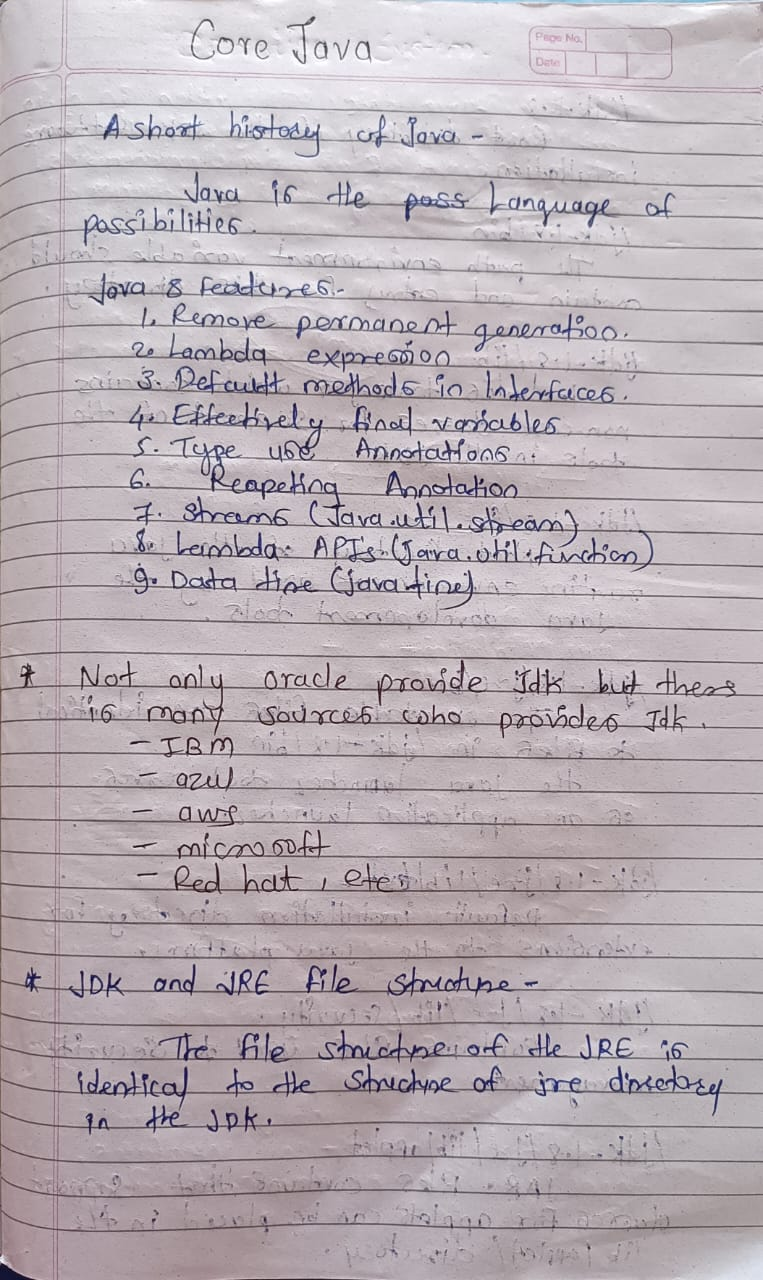 Core Java
Page No.
Date
A short history of Java -
Java is the poss Language of
possibilities.
Java 8 features:-
1. Remove permanent generation.
2. Lambda expression
3. Default methods in Interfaces.
4. Effectively final variables
5. Type use Annotations
6. Reapeting Annotation
7. Streams (Java.util.stream)
8. Lambda APIs (Java.util.function)
9. Data time (java time)
* Not only oracle provide Jdk but there
is many sources who provides Jdk.
- IBM
- azul
- aws
- microsoft
- Red hat, etc
* JDK and JRE file structure -
The file structure of the JRE is
identical to the structure of jre directory
in the JDK.